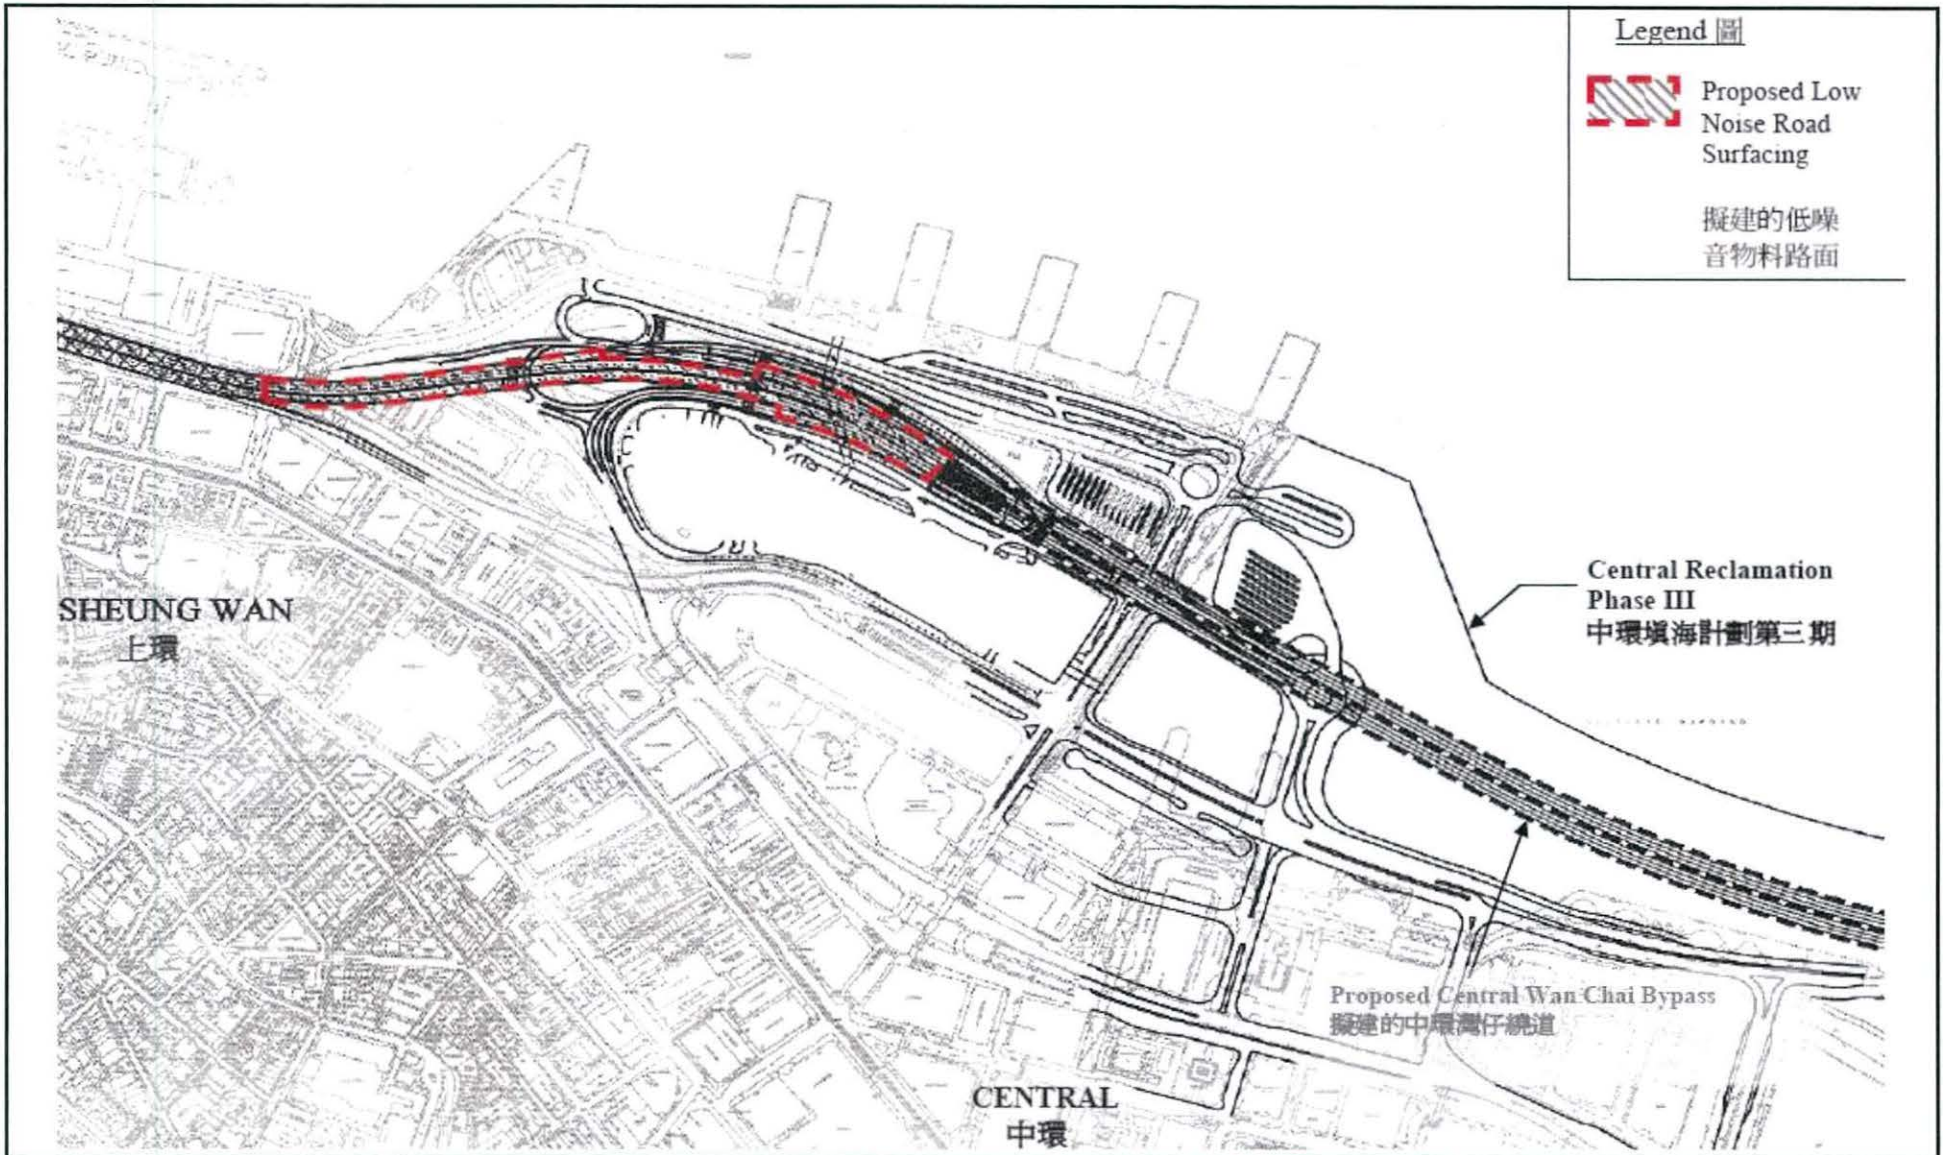 Legend 圖
Proposed Low
Noise Road
Surfacing
擬建的低噪
音物料路面
Central Reclamation
Phase III
中環填海計劃第三期
SHEUNG WAN
上環
Proposed Central Wan Chai Bypass
擬建的中環灣仔繞道
CENTRAL
中環